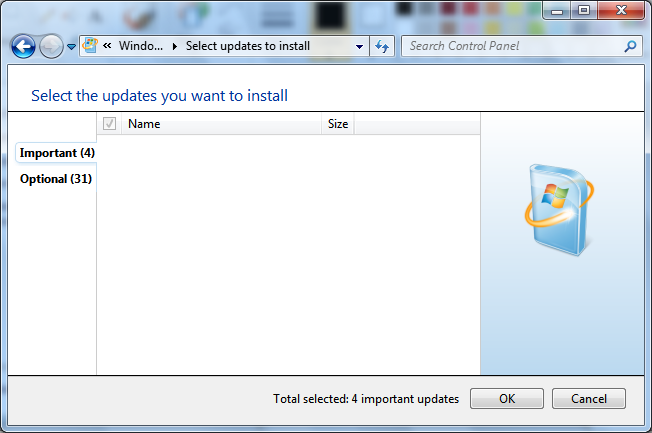 « Windo... ▸ Select updates to install
Search Control Panel
Select the updates you want to install
Name Size
Important (4)
Optional (31)
Total selected: 4 important updates OK Cancel